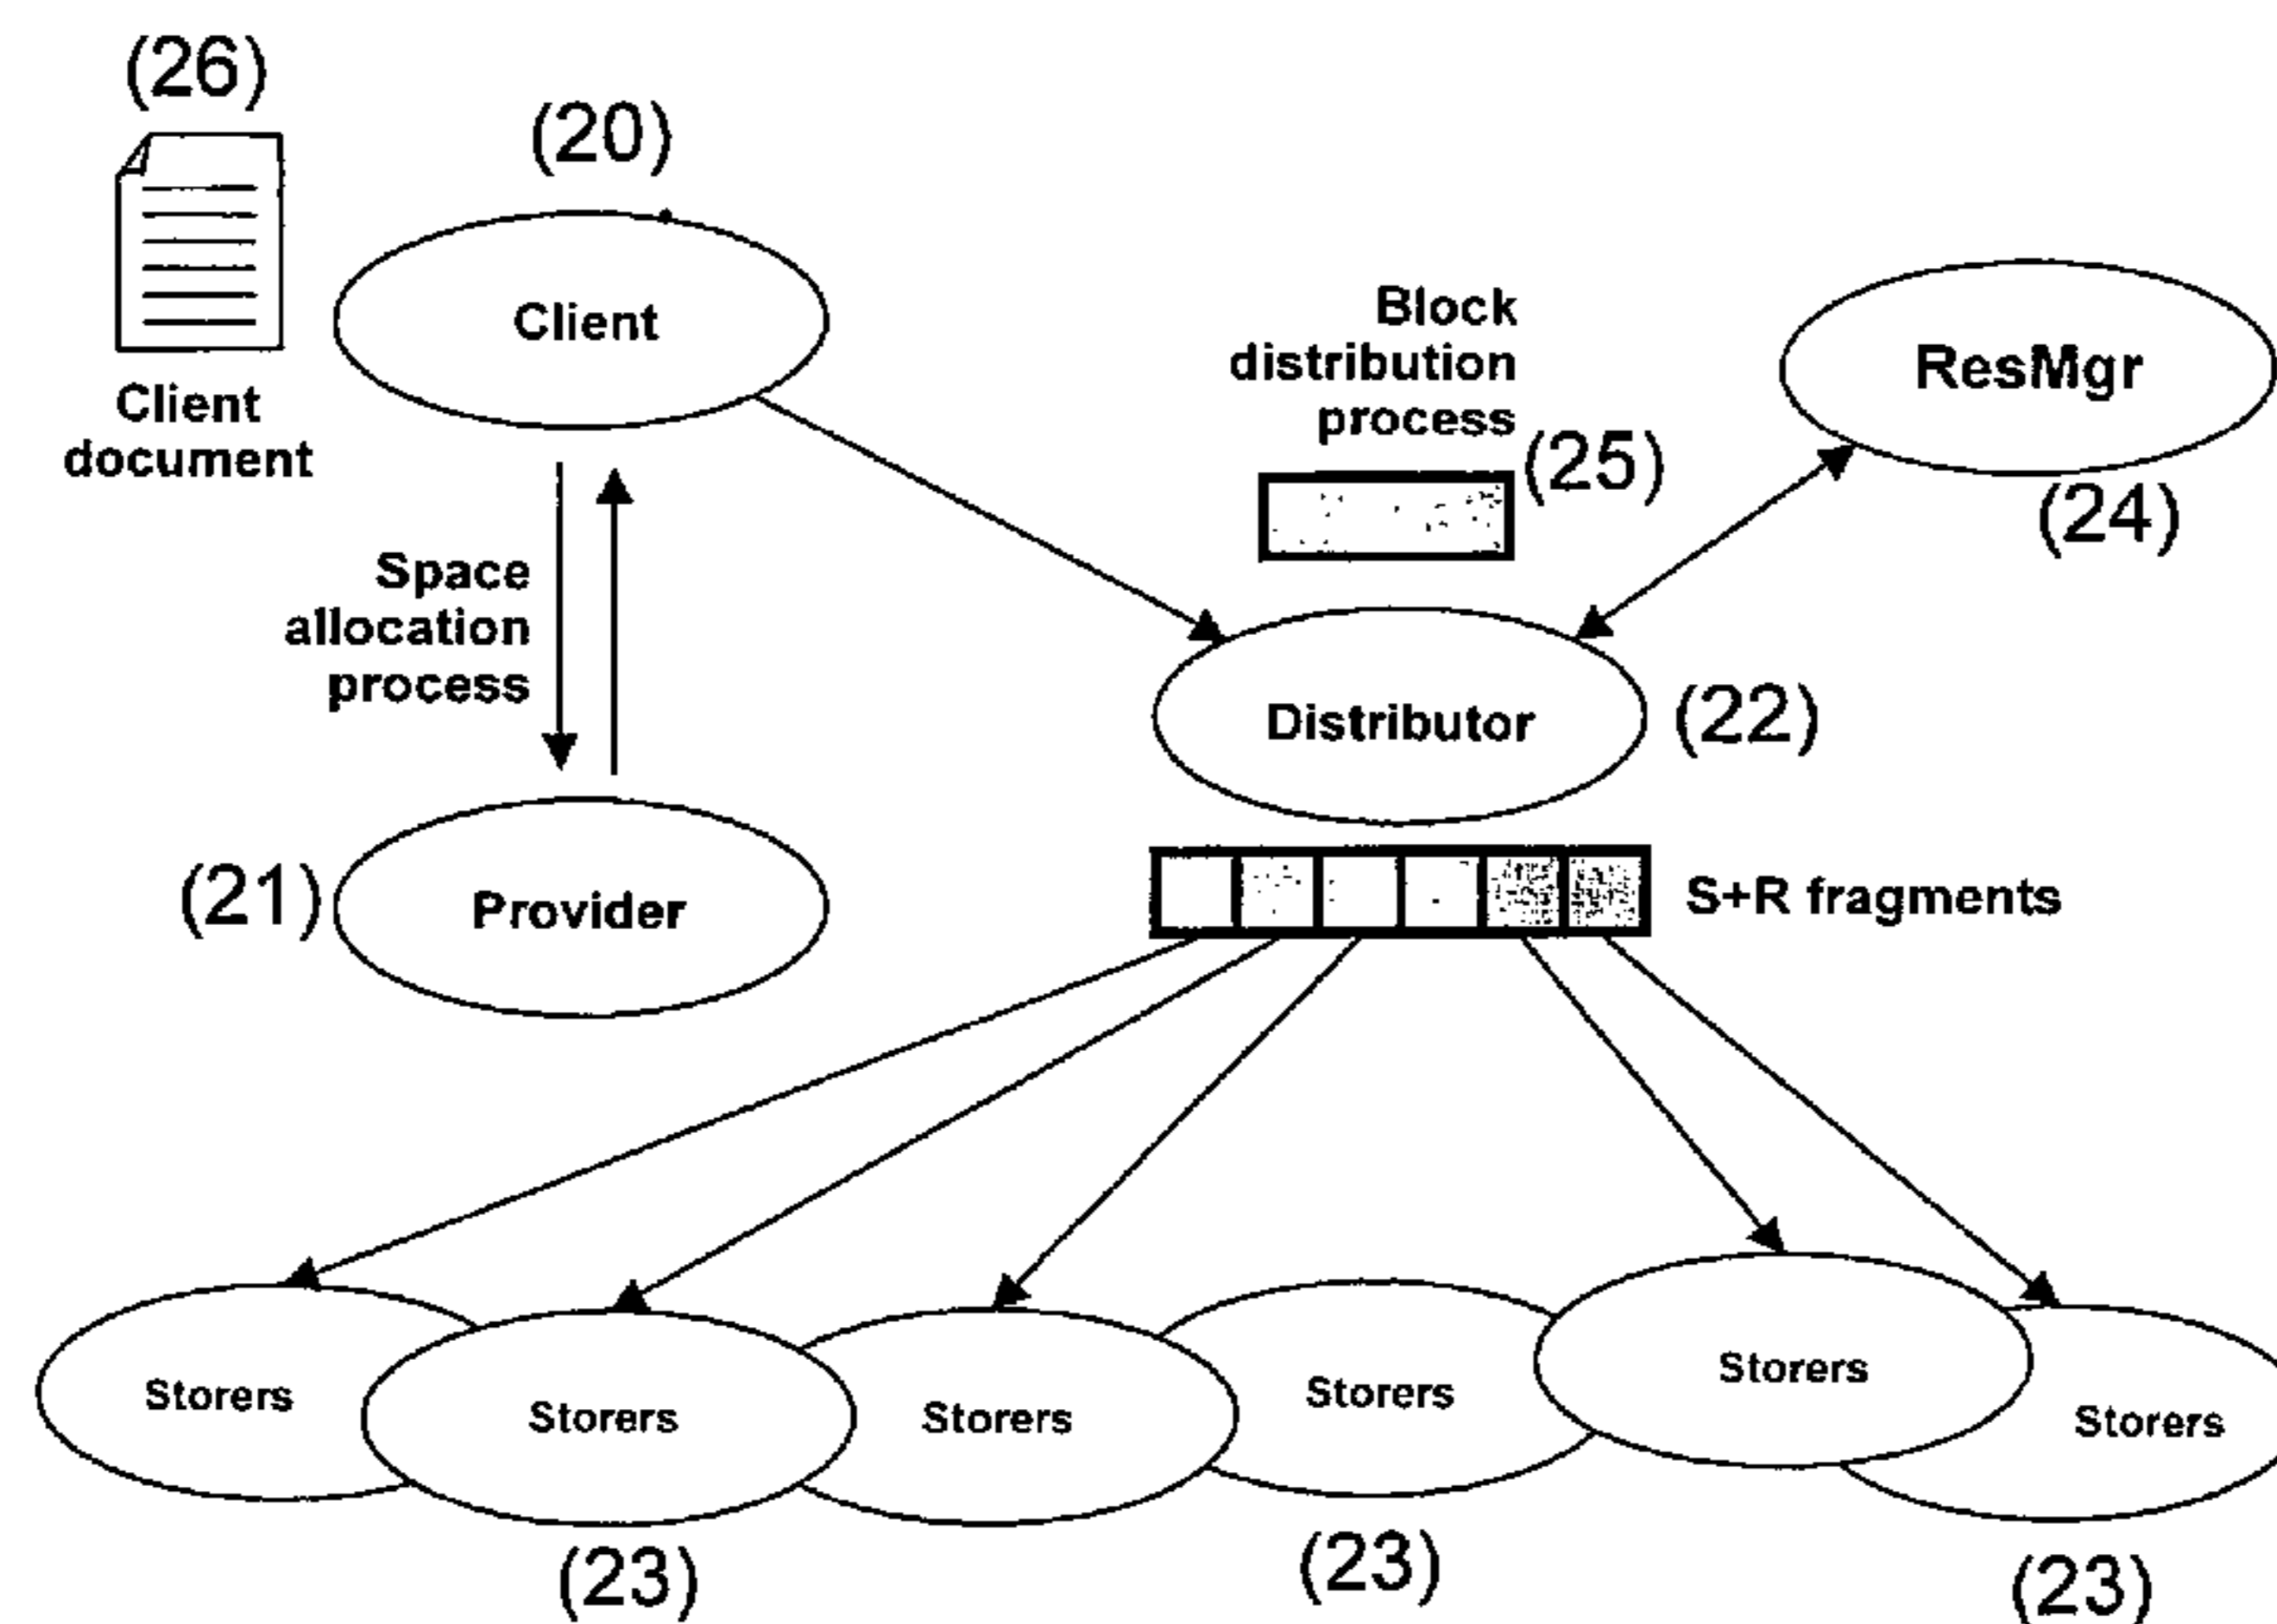 (26)
(20)
Client
Client
document
Block
distribution
process
(25)
ResMgr
(24)
Space
allocation
process
Distributor
(22)
(21)
Provider
S+R fragments
Storers
Storers
Storers
Storers
Storers
Storers
(23)
(23)
(23)